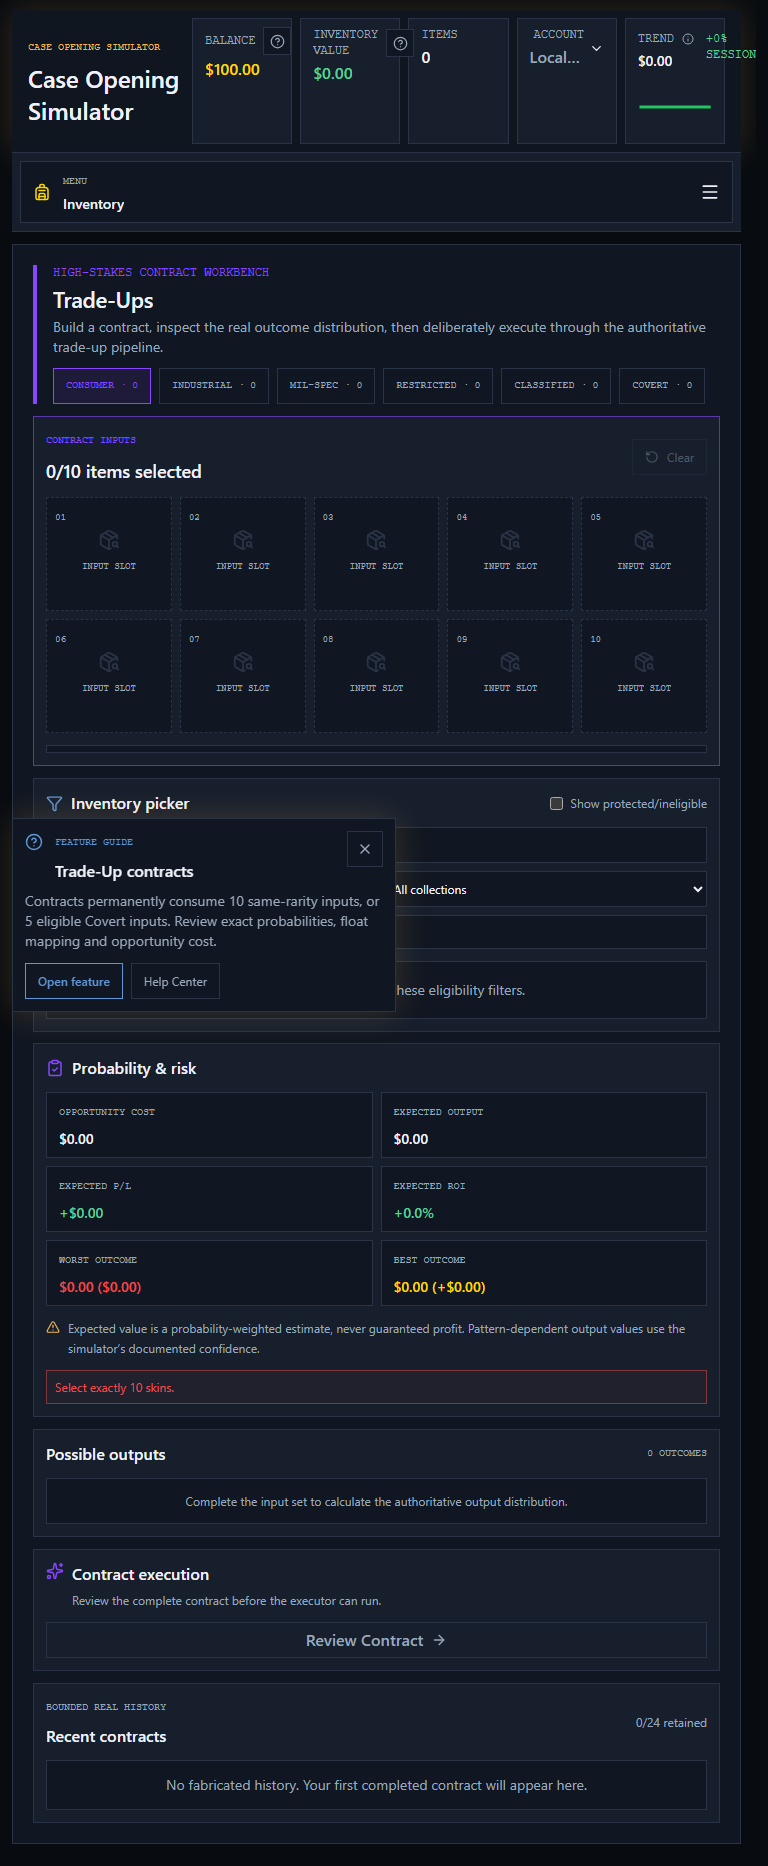 CASE OPENING SIMULATOR
Case Opening
Simulator
BALANCE
$100.00
INVENTORY
VALUE
$0.00
ITEMS
0
ACCOUNT
Local...
TREND
$0.00
+0%
SESSION
MENU
Inventory
HIGH-STAKES CONTRACT WORKBENCH
Trade-Ups
Build a contract, inspect the real outcome distribution, then deliberately execute through the authoritative
trade-up pipeline.
CONSUMER · 0
INDUSTRIAL · 0
MIL-SPEC · 0
RESTRICTED · 0
CLASSIFIED · 0
COVERT · 0
CONTRACT INPUTS
0/10 items selected
Clear
01
INPUT SLOT
02
INPUT SLOT
03
INPUT SLOT
04
INPUT SLOT
05
INPUT SLOT
06
INPUT SLOT
07
INPUT SLOT
08
INPUT SLOT
09
INPUT SLOT
10
INPUT SLOT
Inventory picker
Show protected/ineligible
All collections
hese eligibility filters.
FEATURE GUIDE
Trade-Up contracts
Contracts permanently consume 10 same-rarity inputs, or
5 eligible Covert inputs. Review exact probabilities, float
mapping and opportunity cost.
Open feature
Help Center
Probability & risk
OPPORTUNITY COST
$0.00
EXPECTED OUTPUT
$0.00
EXPECTED P/L
+$0.00
EXPECTED ROI
+0.0%
WORST OUTCOME
$0.00 ($0.00)
BEST OUTCOME
$0.00 (+$0.00)
Expected value is a probability-weighted estimate, never guaranteed profit. Pattern-dependent output values use the
simulator's documented confidence.
Select exactly 10 skins.
Possible outputs
0 OUTCOMES
Complete the input set to calculate the authoritative output distribution.
Contract execution
Review the complete contract before the executor can run.
Review Contract →
BOUNDED REAL HISTORY
Recent contracts
0/24 retained
No fabricated history. Your first completed contract will appear here.